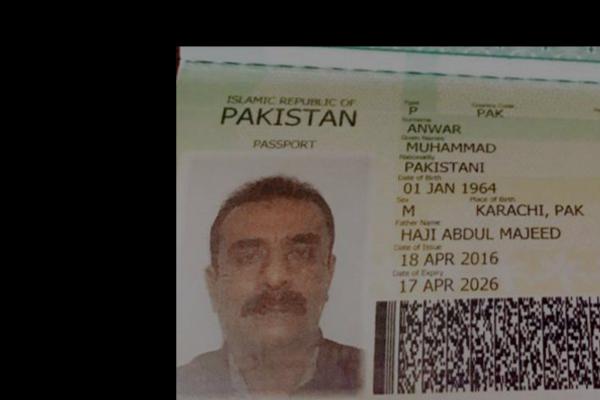 ISLAMIC REPUBLIC OF
PAKISTAN
PASSPORT
Type Country Code
P PAK
Surname
ANWAR
Given Names
MUHAMMAD
Nationality
PAKISTANI
Date of Birth
01 JAN 1964
Sex Place of Birth
M KARACHI, PAK
Father Name
HAJI ABDUL MAJEED
Date of Issue
18 APR 2016
Date of Expiry
17 APR 2026